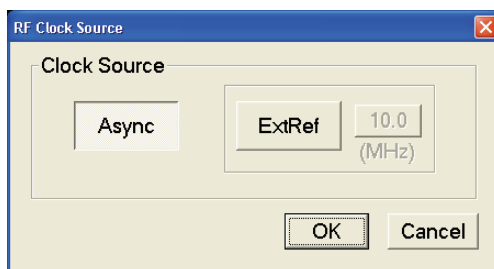 RF Clock Source
Clock Source
Async
ExtRef
10.0
(MHz)
OK
Cancel